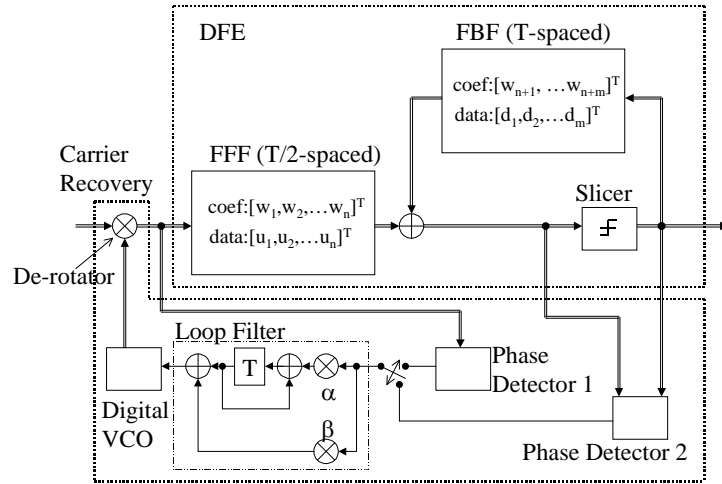 DFE
FBF (T-spaced)
coef:[w_{n+1}, …w_{n+m}]^T
data:[d_1,d_2,…d_m]^T
Carrier
Recovery
FFF (T/2-spaced)
coef:[w_1,w_2,…w_n]^T
data:[u_1,u_2,…u_n]^T
Slicer
De-rotator
Loop Filter
T
α
β
Digital
VCO
Phase
Detector 1
Phase Detector 2